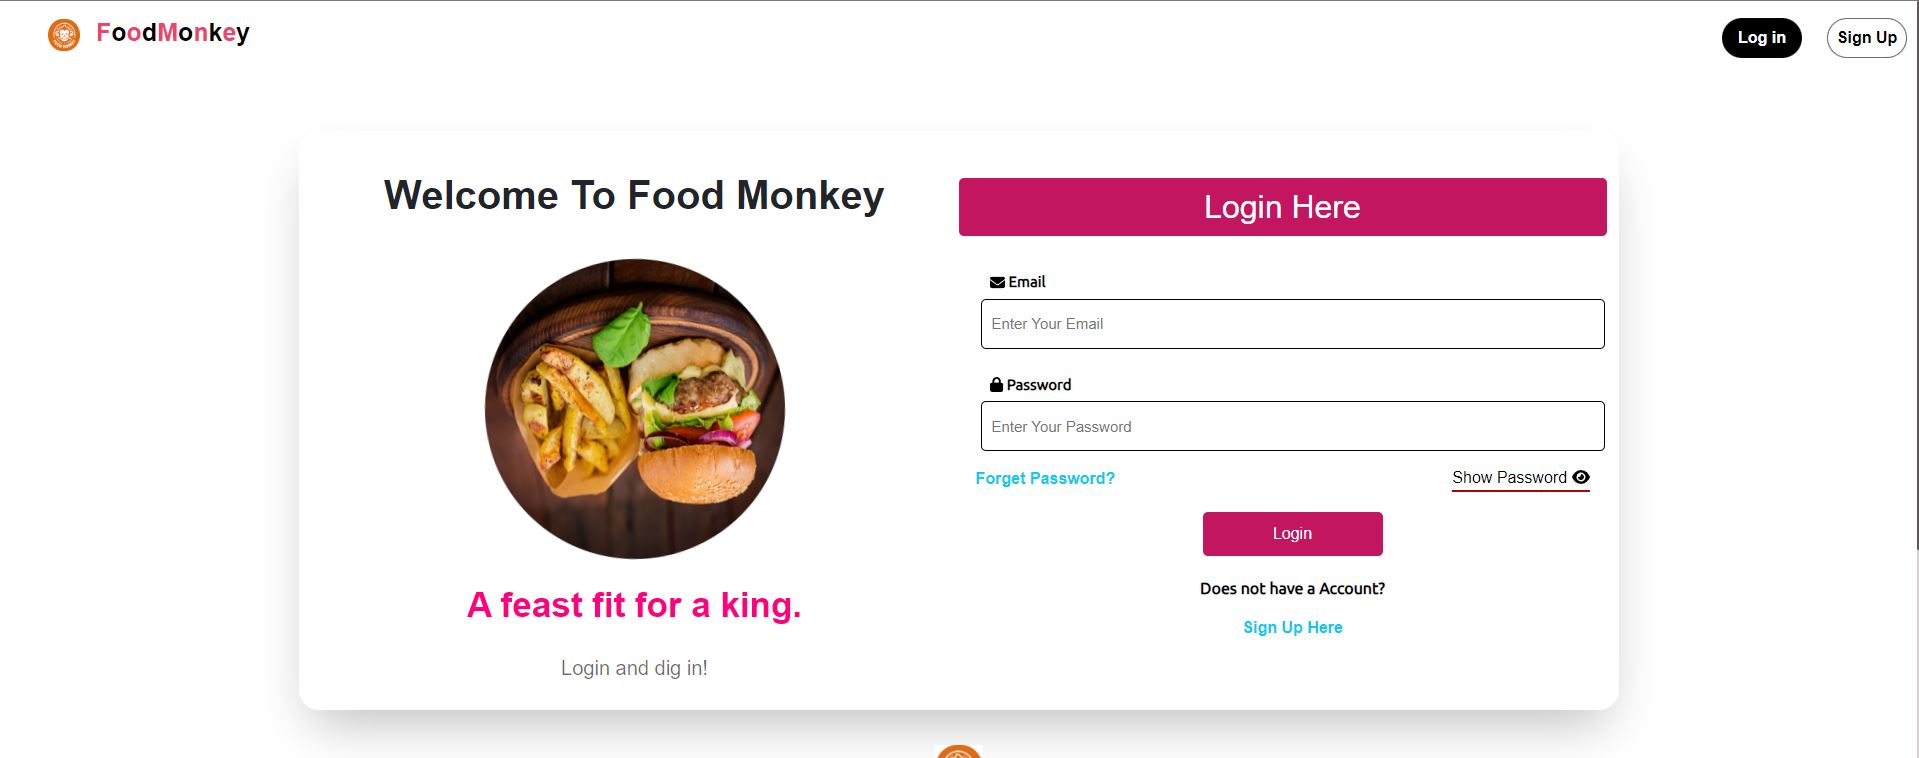 FoodMonkey
Log in
Sign Up
Welcome To Food Monkey
A feast fit for a king.
Login and dig in!
Login Here
Email
Enter Your Email
Password
Enter Your Password
Forget Password?
Show Password
Login
Does not have a Account?
Sign Up Here